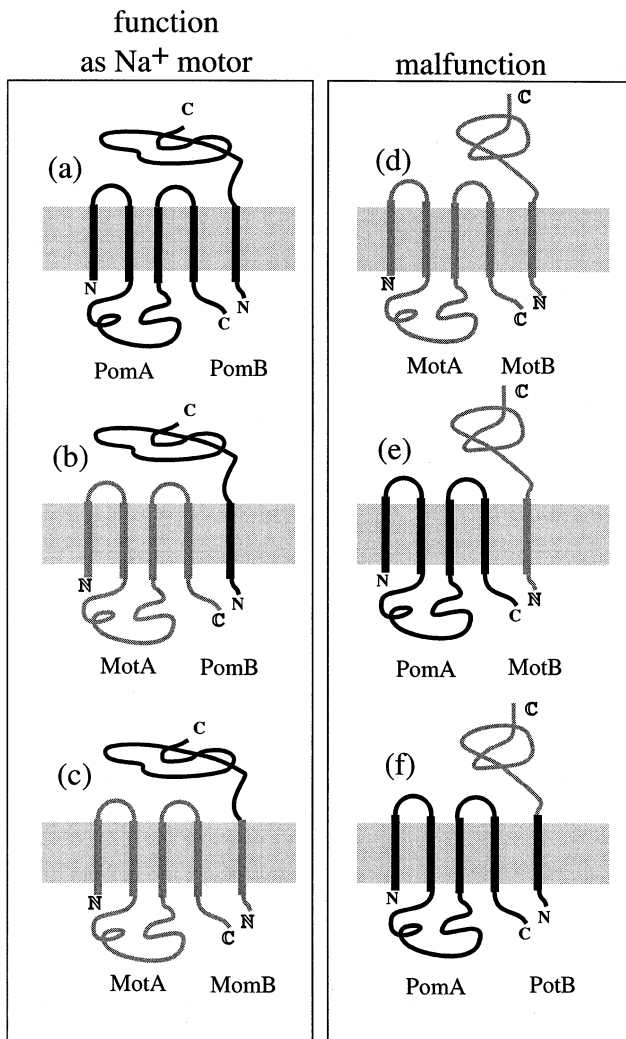 function
as Na+ motor
malfunction
(a)
C
N
C
N
PomA PomB
(b)
C
N
C
N
MotA PomB
(c)
C
N
C
N
MotA MomB
(d)
C
N
C
N
MotA MotB
(e)
C
N
C
N
PomA MotB
(f)
C
N
C
N
PomA PotB